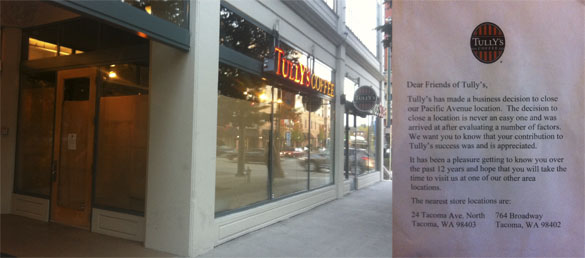 TULLY'S COFFEE
TULLY'S
COFFEE
Dear Friends of Tully's,
Tully's has made a business decision to close
our Pacific Avenue location. The decision to
close a location is never an easy one and was
arrived at after evaluating a number of factors.
We want you to know that your contribution to
Tully's success was and is appreciated.
It has been a pleasure getting to know you over
the past 12 years and hope that you will take the
time to visit us at one of our other area
locations.
The nearest store locations are:
24 Tacoma Ave. North 764 Broadway
Tacoma, WA 98403 Tacoma, WA 98402